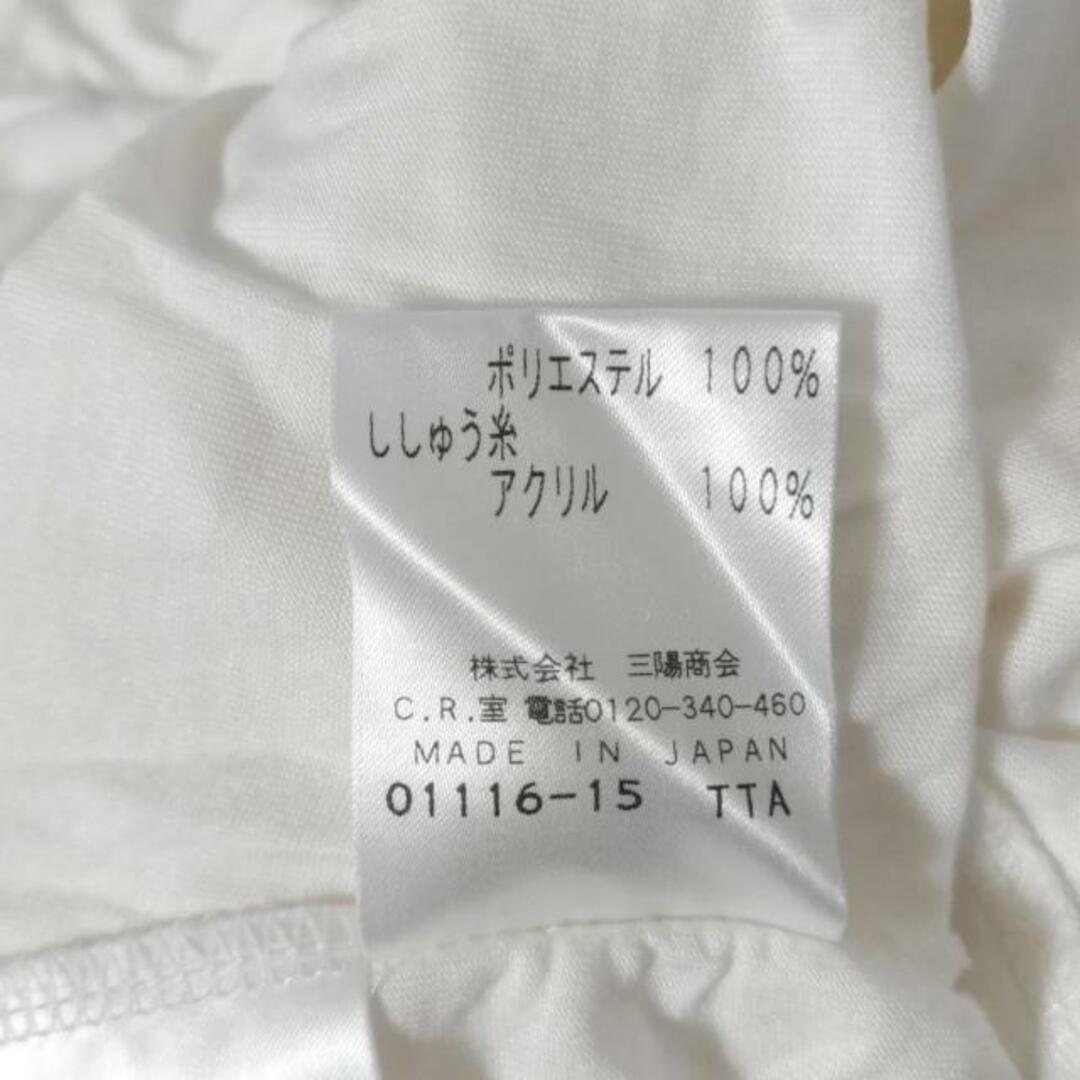 ポリエステル 100%
ししゅう糸
アクリル 100%
株式会社 三陽商会
C.R.室 電話0120-340-460
MADE IN JAPAN
01116-15 TTA